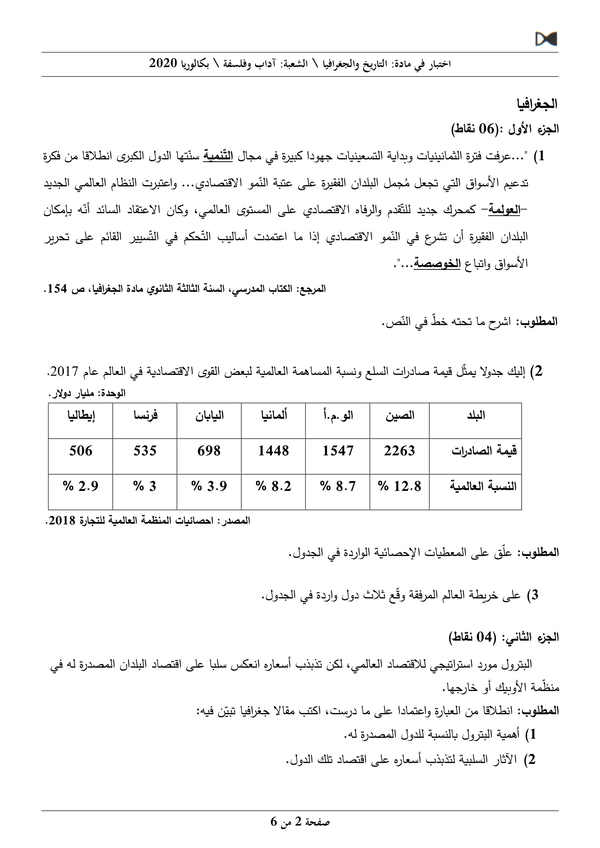 اختبار في مادة: التاريخ والجغرافيا \ الشعبة: آداب وفلسفة \ بكالوريا 2020
الجغرافيا
الجزء الأول :(06 نقاط)
1) "...عرفت فترة الثمانينيات وبداية التسعينيات جهودا كبيرة في مجال التّنمية سنّتها الدول الكبرى انطلاقا من فكرة
تدعيم الأسواق التي تجعل مُجمل البلدان الفقيرة على عتبة النّمو الاقتصادي... واعتبرت النظام العالمي الجديد
–العولمة– كمحرك جديد للتّقدم والرفاه الاقتصادي على المستوى العالمي، وكان الاعتقاد السائد أنّه بإمكان
البلدان الفقيرة أن تشرع في النّمو الاقتصادي إذا ما اعتمدت أساليب التّحكم في التّسيير القائم على تحرير
الأسواق واتباع الخوصصة...".
المرجع: الكتاب المدرسي، السنة الثالثة الثانوي مادة الجغرافيا، ص 154.
المطلوب: اشرح ما تحته خطّ في النّص.
2) إليك جدولا يمثّل قيمة صادرات السلع ونسبة المساهمة العالمية لبعض القوى الاقتصادية في العالم عام 2017.
الوحدة: مليار دولار.
البلد الصين الو.م.أ ألمانيا اليابان فرنسا إيطاليا
قيمة الصادرات 2263 1547 1448 698 535 506
النسبة العالمية 12.8 % 8.7 % 8.2 % 3.9 % 3 % 2.9 %
المصدر: احصائيات المنظمة العالمية للتجارة 2018.
المطلوب: علّق على المعطيات الإحصائية الواردة في الجدول.
3) على خريطة العالم المرفقة وقّع ثلاث دول واردة في الجدول.
الجزء الثاني: (04 نقاط)
البترول مورد استراتيجي للاقتصاد العالمي، لكن تذبذب أسعاره انعكس سلبا على اقتصاد البلدان المصدرة له في
منظّمة الأوبيك أو خارجها.
المطلوب: انطلاقا من العبارة واعتمادا على ما درست، اكتب مقالا جغرافيا تبيّن فيه:
1) أهمية البترول بالنسبة للدول المصدرة له.
2) الآثار السلبية لتذبذب أسعاره على اقتصاد تلك الدول.
صفحة 2 من 6